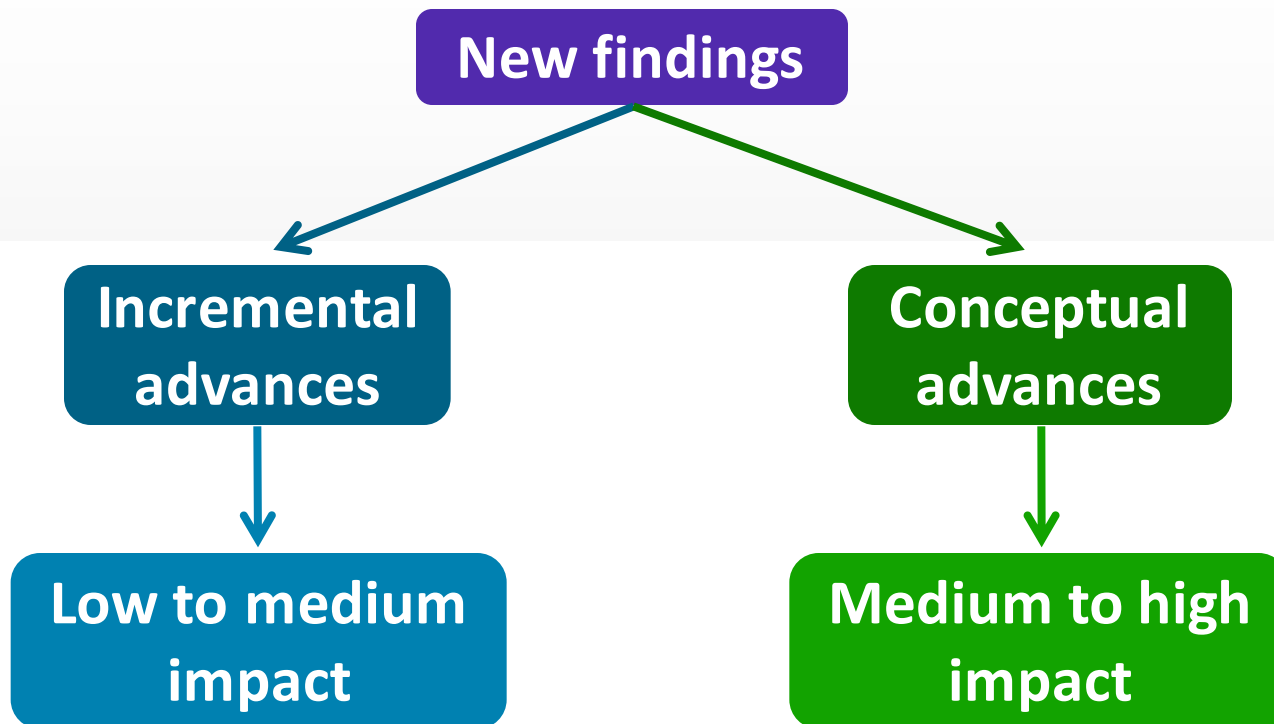 New findings
Incremental
advances
Conceptual
advances
Low to medium
impact
Medium to high
impact